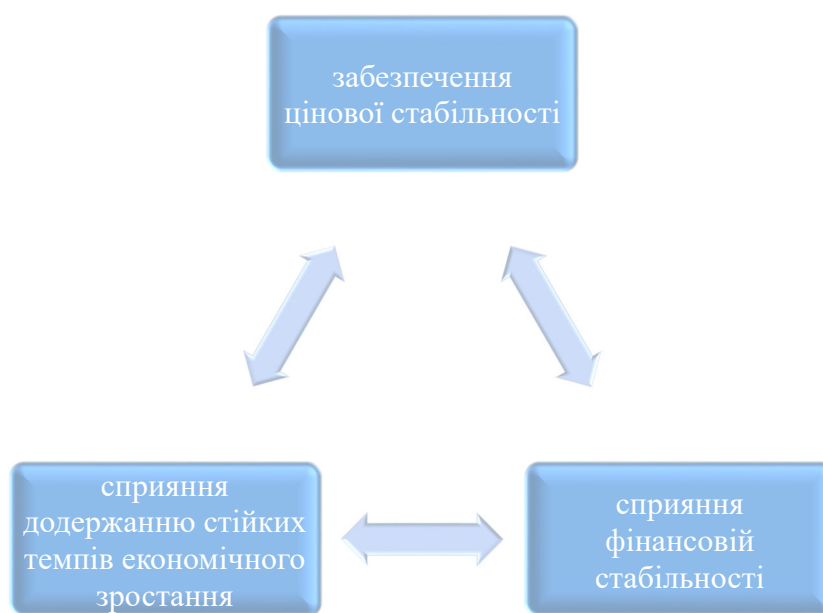 забезпечення
цінової стабільності
сприяння
додержанню стійких
темпів економічного
зростання
сприяння
фінансовій
стабільності